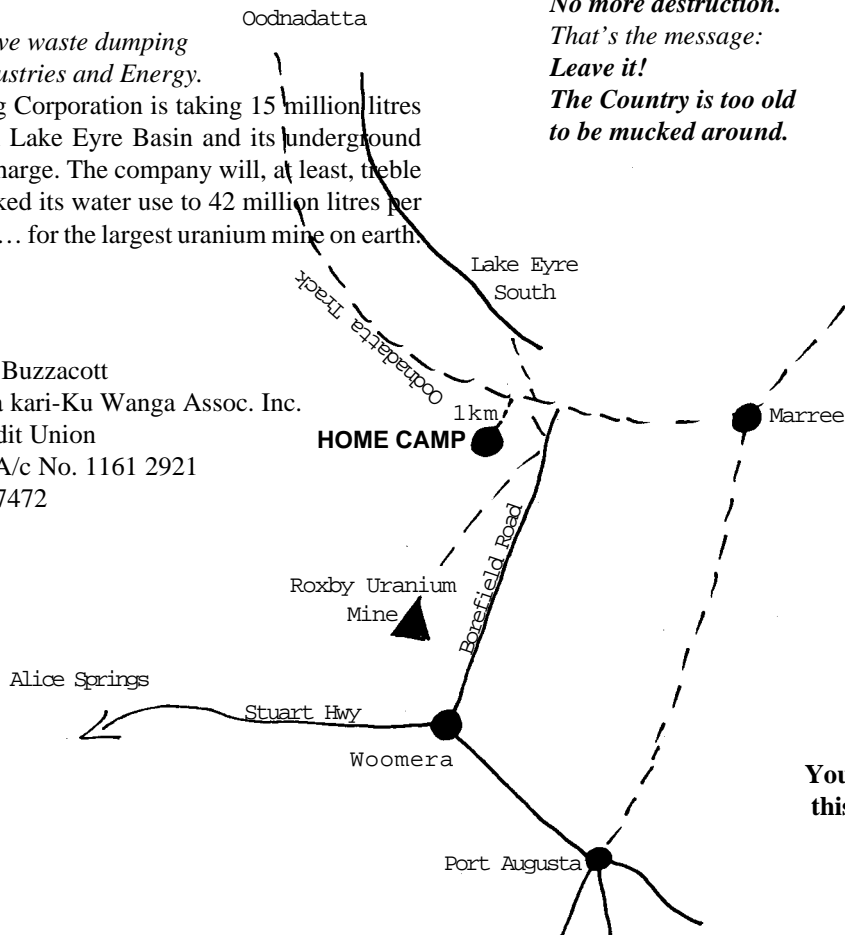 Oodnadatta
No more destruction.
That's the message:
Leave it!
The Country is too old
to be mucked around.
ve waste dumping
ustries and Energy.
g Corporation is taking 15 million litres
Lake Eyre Basin and its underground
harge. The company will, at least, treble
ked its water use to 42 million litres per
… for the largest uranium mine on earth.
Lake Eyre
South
Oodnadatta Track
Buzzacott
a kari-Ku Wanga Assoc. Inc.
dit Union
A/c No. 1161 2921
7472
1km
HOME CAMP
Marree
Borefield Road
Roxby Uranium
Mine
Alice Springs
Stuart Hwy
Woomera
You
this
Port Augusta